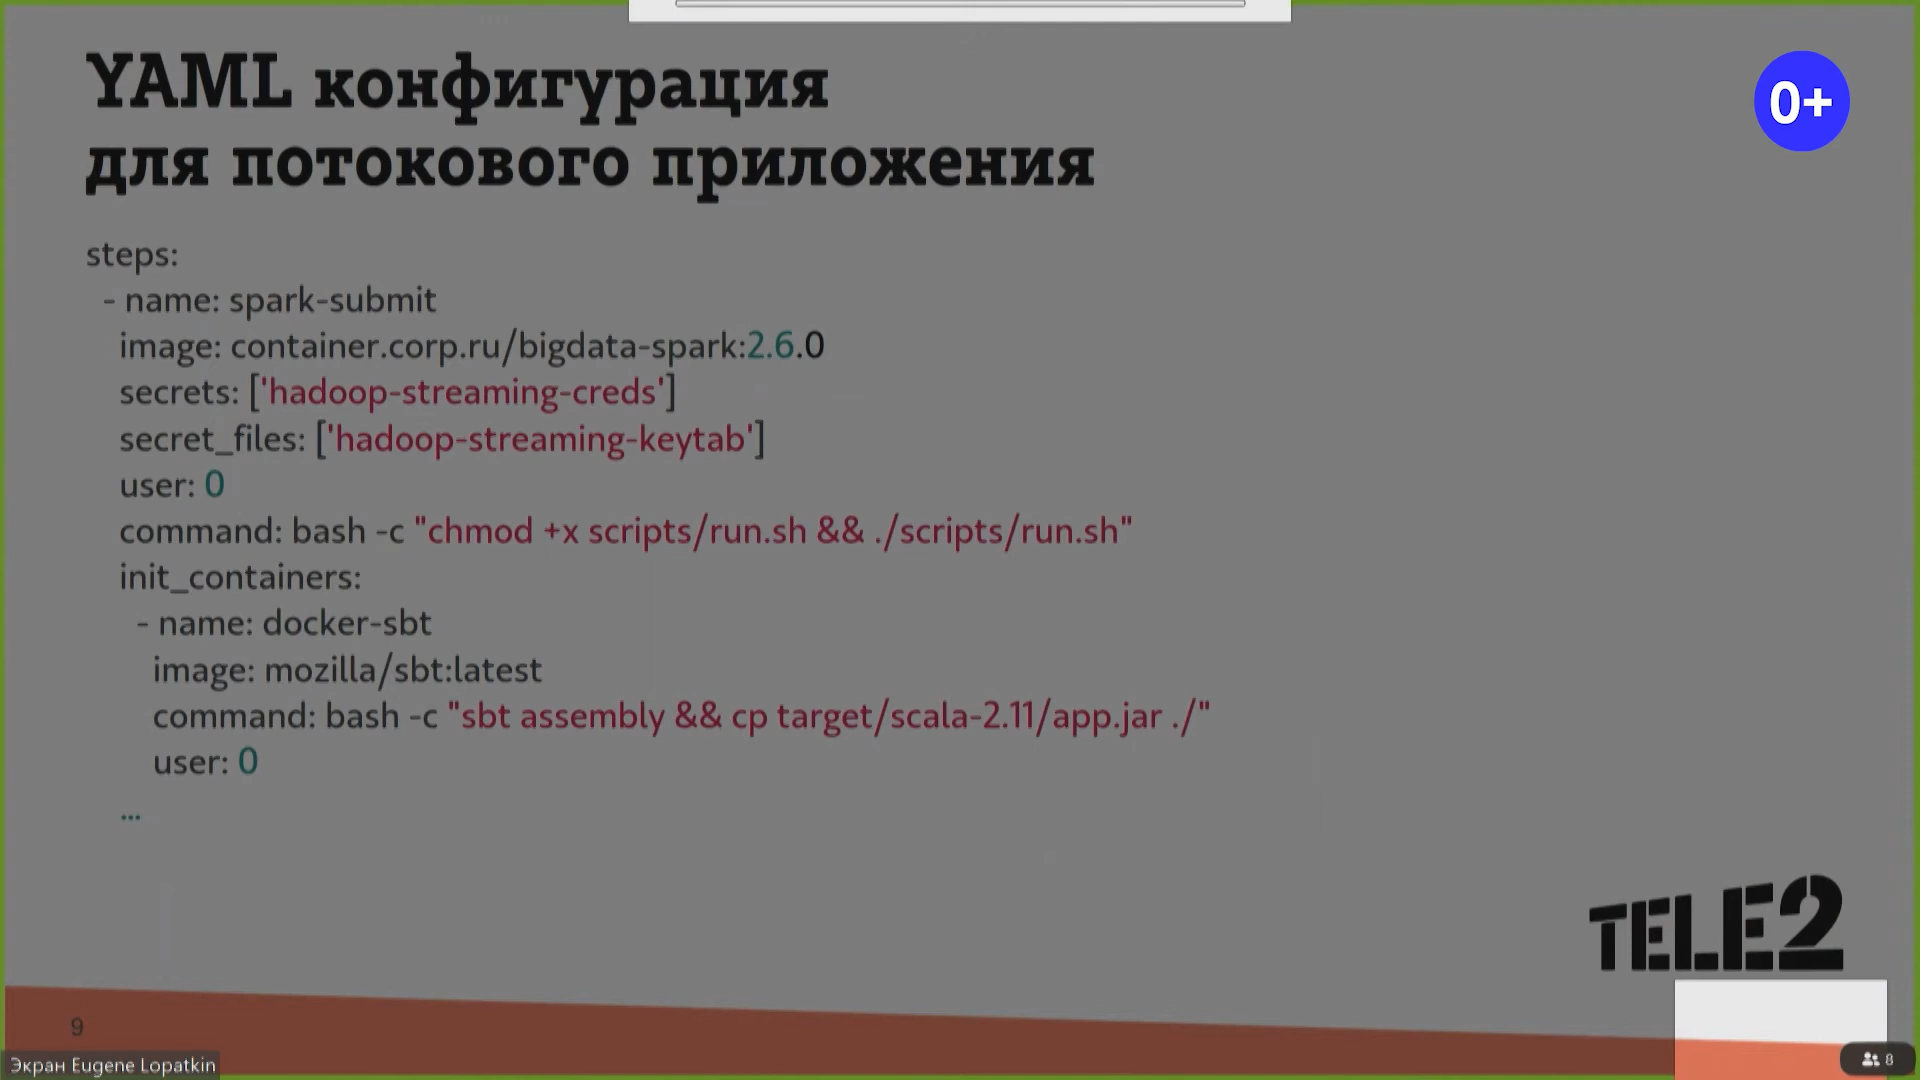 YAML конфигурация
для потокового приложения
0+
steps:
- name: spark-submit
image: container.corp.ru/bigdata-spark:2.6.0
secrets: ['hadoop-streaming-creds']
secret_files: ['hadoop-streaming-keytab']
user: 0
command: bash -c "chmod +x scripts/run.sh && ./scripts/run.sh"
init_containers:
- name: docker-sbt
image: mozilla/sbt:latest
command: bash -c "sbt assembly && cp target/scala-2.11/app.jar ./"
user: 0
...
TELE2
9
Экран Eugene Lopatkin
8